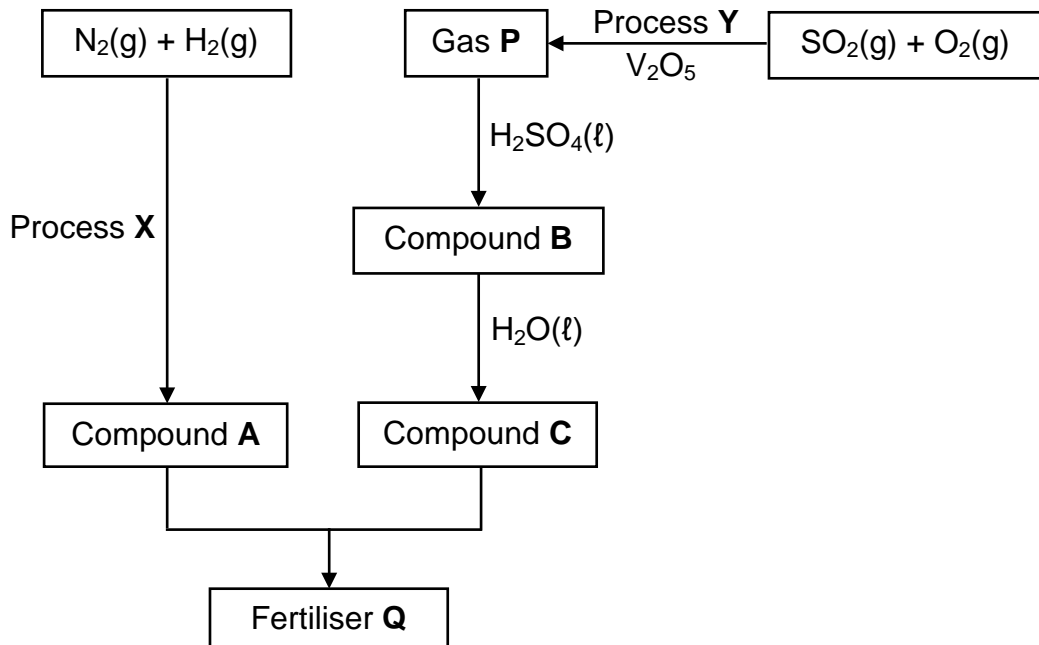 N₂(g) + H₂(g)
Gas P
Process Y
V₂O₅
SO₂(g) + O₂(g)
H₂SO₄(ℓ)
Process X
Compound B
H₂O(ℓ)
Compound A
Compound C
Fertiliser Q